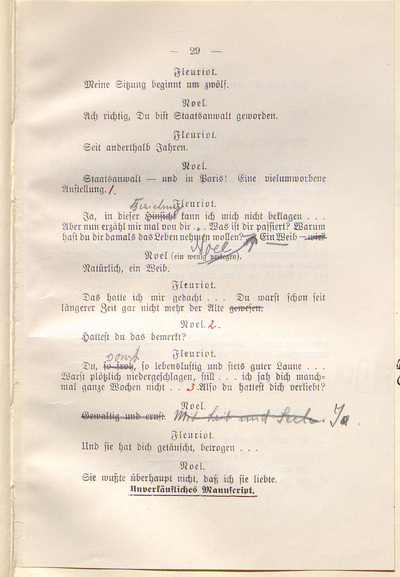 — 29 —
Fleuriot.
Meine Sitzung beginnt um zwölf.
Noel.
Ach richtig, Du bist Staatsanwalt geworden.
Fleuriot.
Seit anderthalb Jahren.
Noel.
Staatsanwalt — und in Paris! Eine vielumworbene
Anstellung. 1.
Fleuriot.
Beziehung
Ja, in dieser Hinsicht kann ich mich nicht beklagen . . .
Aber nun erzähl mir mal von dir . . Was ist dir passiert? Warum
hast du dir damals das Leben nehmen wollen? Ein Weib — wie?
Noel
Noel (ein wenig verlegen).
Natürlich, ein Weib.
Fleuriot.
Das hatte ich mir gedacht . . . Du warst schon seit
längerer Zeit gar nicht mehr der Alte gewesen.
Noel. 2.
Hattest du das bemerkt?
Fleuriot.
sonst
Du, so froh, so lebenslustig und stets guter Laune . . .
Warst plötzlich niedergeschlagen, still . . . ich sah dich manch-
mal ganze Wochen nicht . . 3 Also du hattest dich verliebt?
Noel.
Gewaltig und ernst. Mit Leib und Seele. Ja
Fleuriot.
Und sie hat dich getäuscht, betrogen . . .
Noel.
Sie wußte überhaupt nicht, daß ich sie liebte.
Unverkäufliches Manuscript.